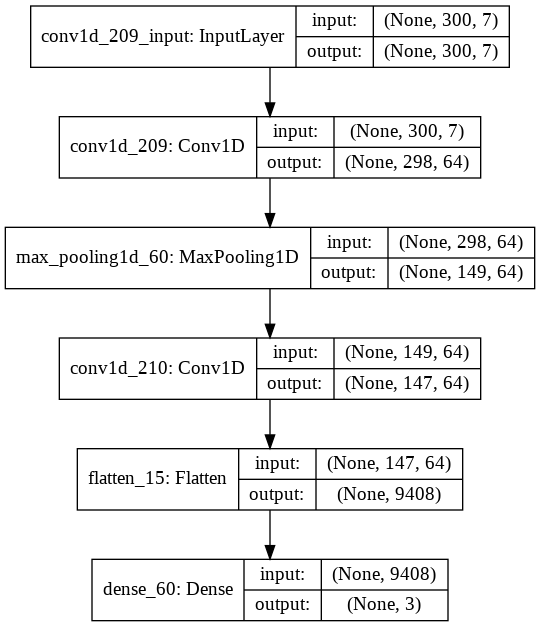 conv1d_209_input: InputLayer
input: (None, 300, 7)
output: (None, 300, 7)
conv1d_209: Conv1D
input: (None, 300, 7)
output: (None, 298, 64)
max_pooling1d_60: MaxPooling1D
input: (None, 298, 64)
output: (None, 149, 64)
conv1d_210: Conv1D
input: (None, 149, 64)
output: (None, 147, 64)
flatten_15: Flatten
input: (None, 147, 64)
output: (None, 9408)
dense_60: Dense
input: (None, 9408)
output: (None, 3)